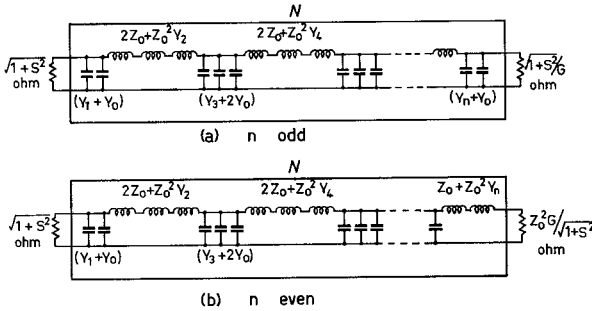 N
2Z₀+Z₀²Y₂ 2Z₀+Z₀²Y₄
√1+S² ohm (Y₁+Y₀) (Y₃+2Y₀) (Yₙ+Y₀) √1+S²/G ohm
(a) n odd
N
2Z₀+Z₀²Y₂ 2Z₀+Z₀²Y₄ Z₀+Z₀²Yₙ
√1+S² ohm (Y₁+Y₀) (Y₃+2Y₀) Z₀²G/√1+S² ohm
(b) n even